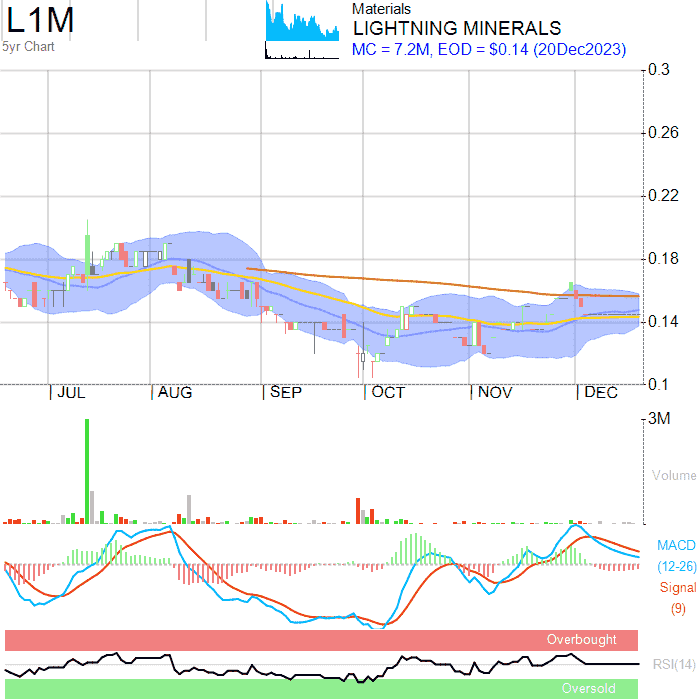 L1M
5yr Chart
Materials
LIGHTNING MINERALS
MC = 7.2M, EOD = $0.14 (20Dec2023)
0.3
0.26
0.22
0.18
0.14
0.1
JUL
AUG
SEP
OCT
NOV
DEC
3M
Volume
MACD
(12-26)
Signal
(9)
Overbought
RSI(14)
Oversold